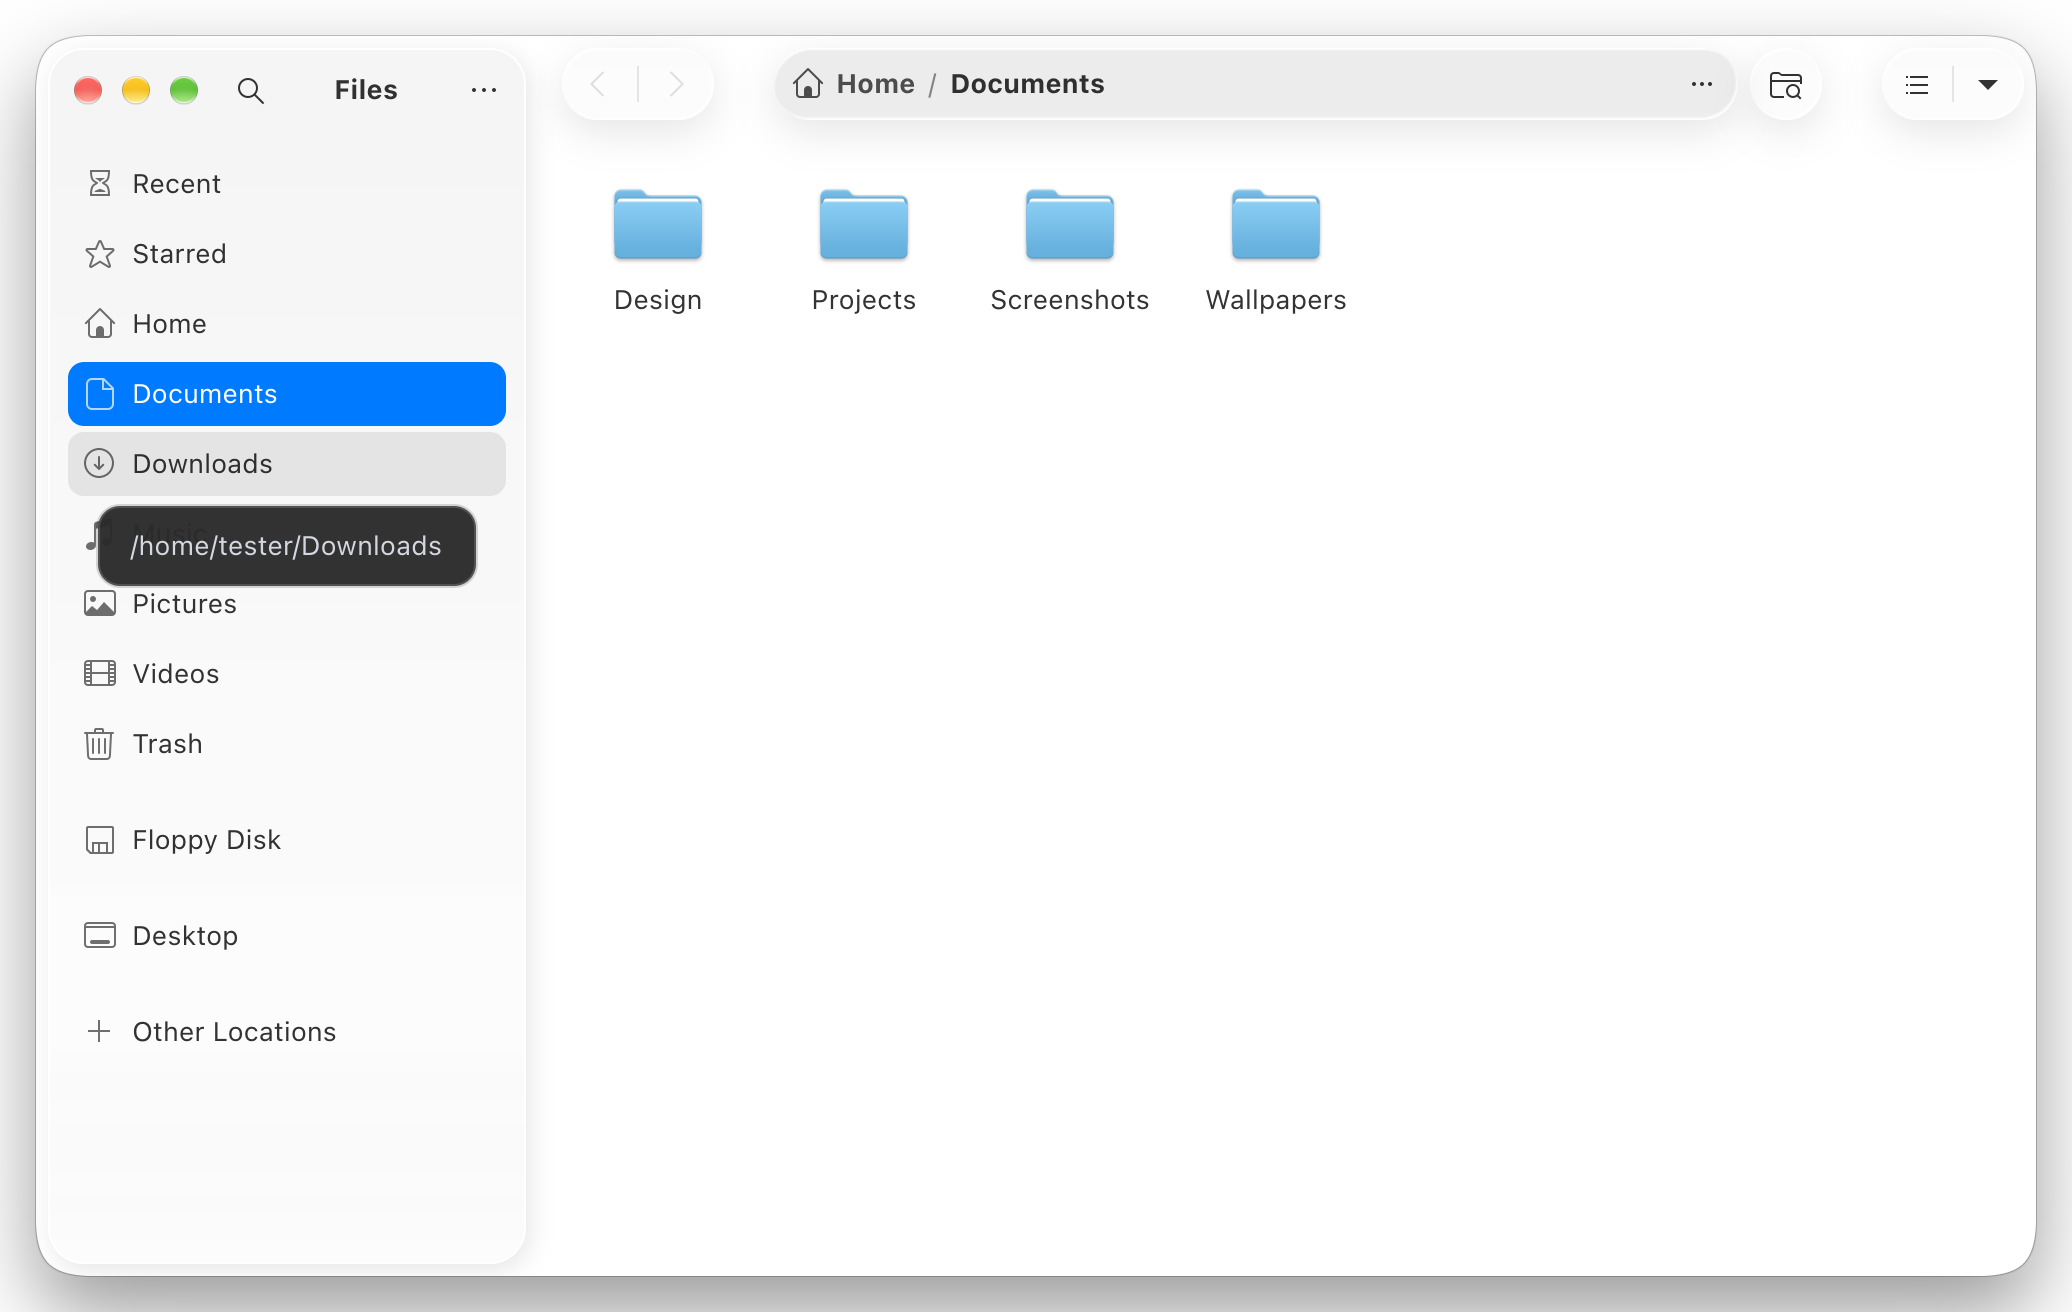 Files
Home / Documents
Recent
Starred
Home
Documents
Downloads
Music
/home/tester/Downloads
Pictures
Videos
Trash
Floppy Disk
Desktop
Other Locations
Design
Projects
Screenshots
Wallpapers